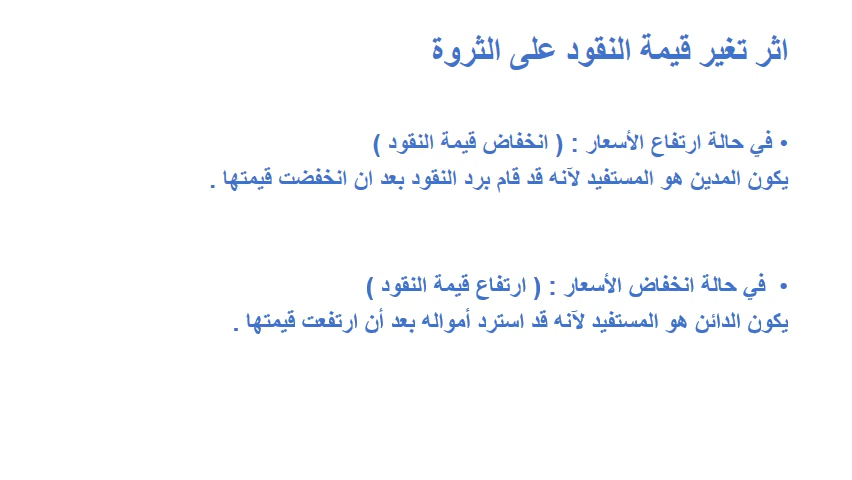 اثر تغير قيمة النقود على الثروة
• في حالة ارتفاع الأسعار : ( انخفاض قيمة النقود )
يكون المدين هو المستفيد لآنه قد قام برد النقود بعد ان انخفضت قيمتها .
• في حالة انخفاض الأسعار : ( ارتفاع قيمة النقود )
يكون الدائن هو المستفيد لآنه قد استرد أمواله بعد أن ارتفعت قيمتها .